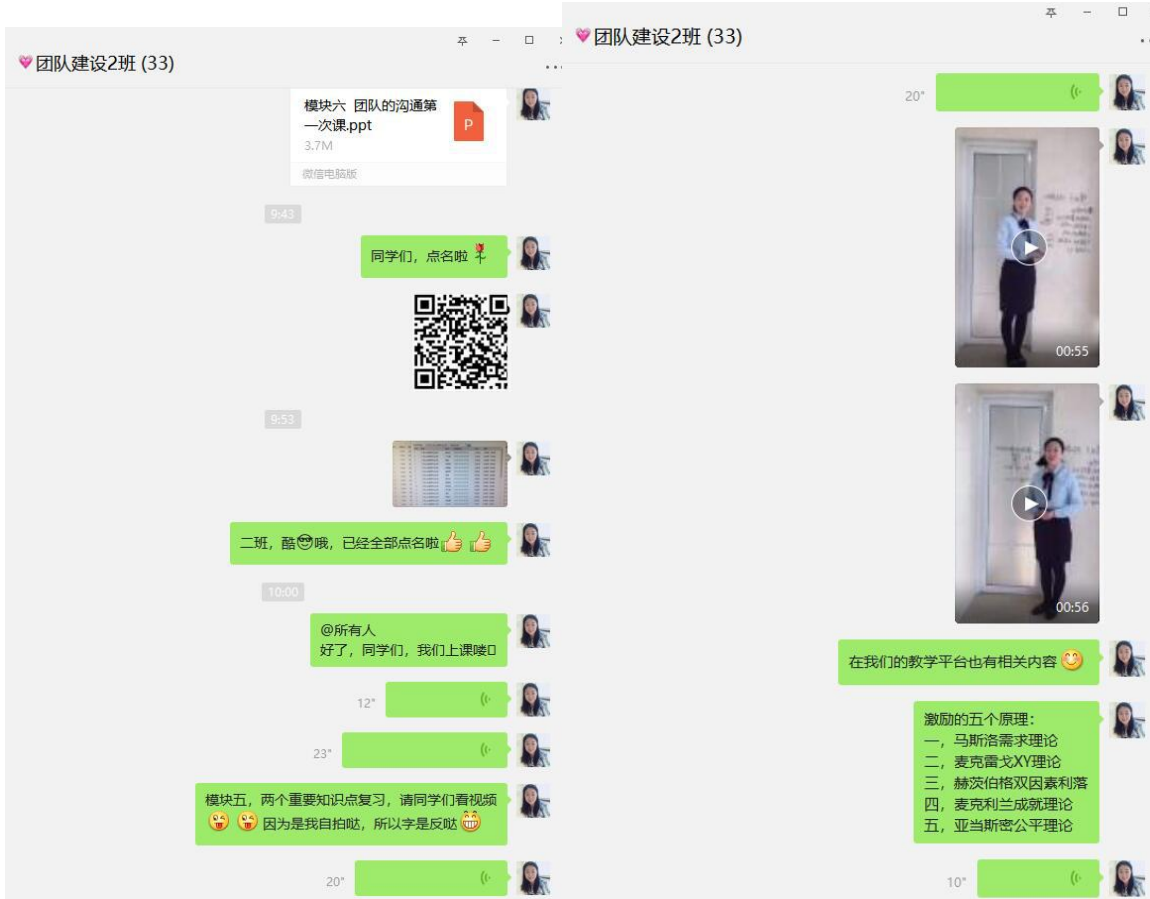 团队建设2班 (33)
模块六 团队的沟通第
一次课.ppt
3.7M
P
微信电脑版
9:43
同学们，点名啦
9:53
二班，酷哦，已经全部点名啦
10:00
@所有人
好了，同学们，我们上课喽
12"
23"
模块五，两个重要知识点复习，请同学们看视频
因为是我自拍哒，所以字是反哒
20"
团队建设2班 (33)
20"
00:55
00:56
在我们的教学平台也有相关内容
激励的五个原理：
一，马斯洛需求理论
二，麦克雷戈XY理论
三，赫茨伯格双因素利落
四，麦克利兰成就理论
五，亚当斯密公平理论
10"